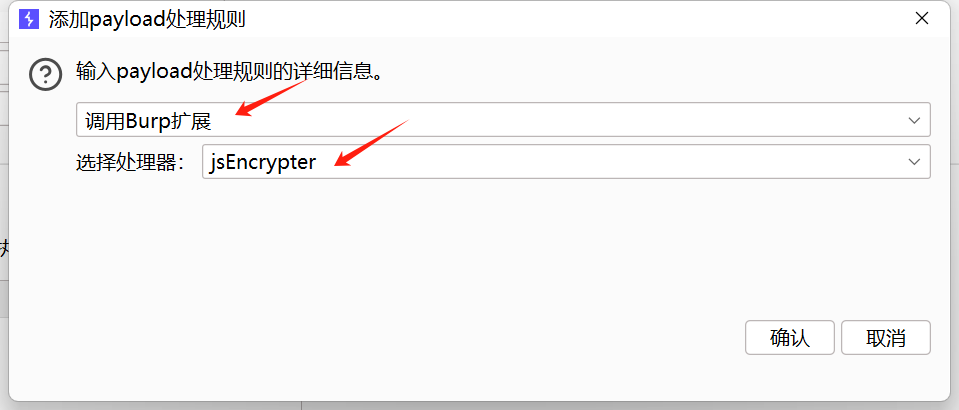 添加payload处理规则
输入payload处理规则的详细信息。
调用Burp扩展
选择处理器： jsEncrypter
确认 取消